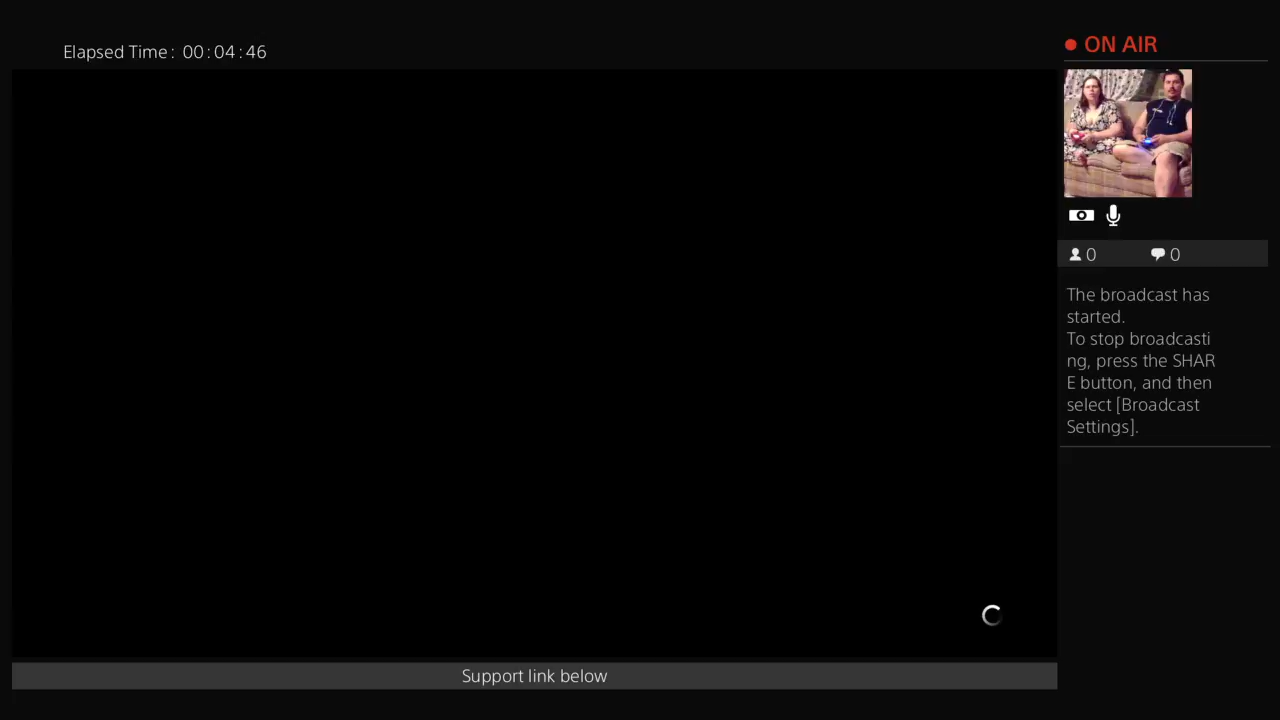 Elapsed Time: 00:04:46
ON AIR
0 0
The broadcast has
started.
To stop broadcasti
ng, press the SHAR
E button, and then
select [Broadcast
Settings].
Support link below